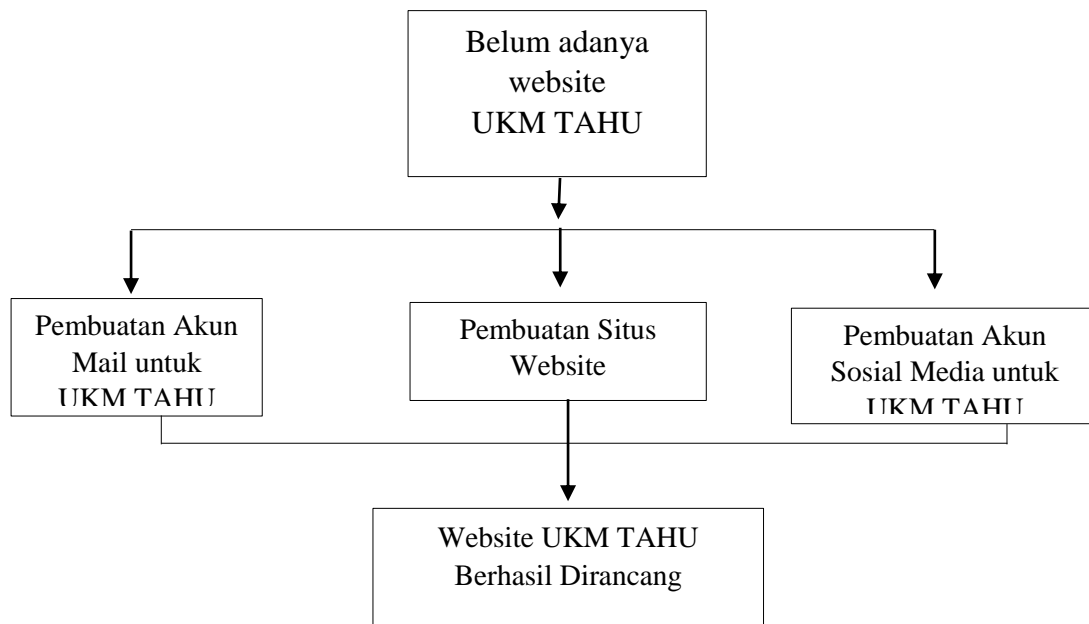 Belum adanya
website
UKM TAHU
Pembuatan Akun
Mail untuk
UKM TAHU
Pembuatan Situs
Website
Pembuatan Akun
Sosial Media untuk
UKM TAHU
Website UKM TAHU
Berhasil Dirancang